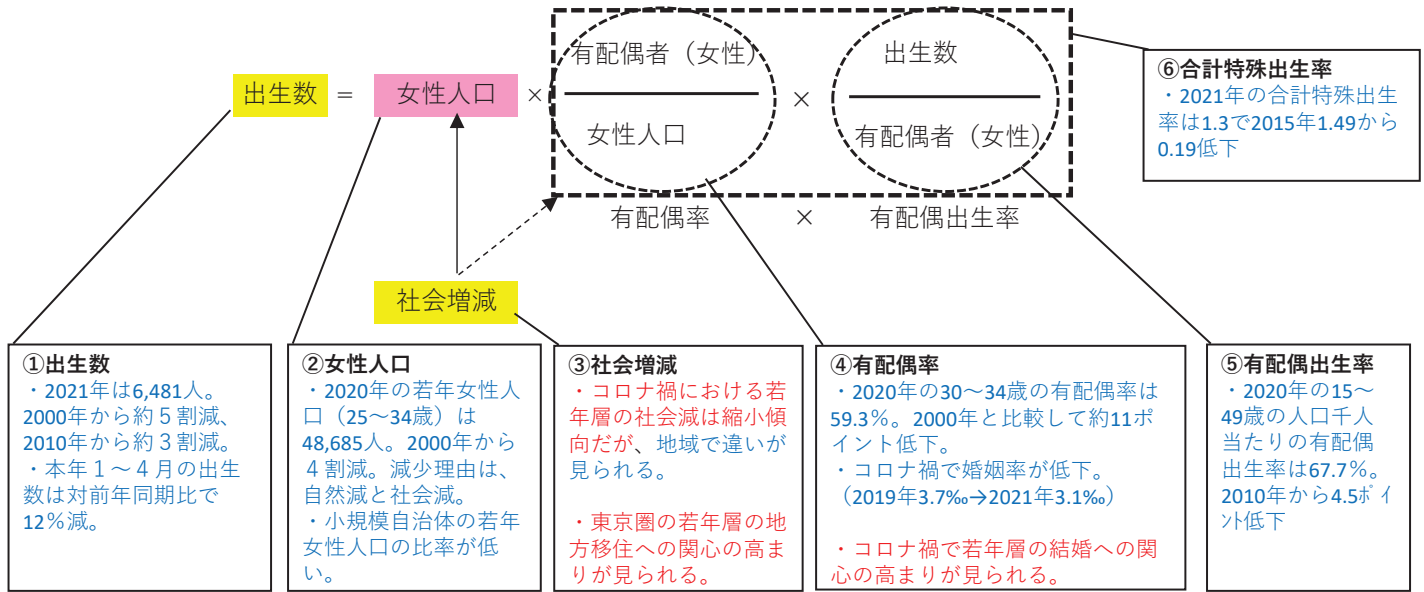 有配偶者（女性）
出生数
出生数 = 女性人口 × ×
女性人口
有配偶者（女性）
有配偶率 × 有配偶出生率
社会増減
⑥合計特殊出生率
・2021年の合計特殊出生
率は1.3で2015年1.49から
0.19低下
①出生数
・2021年は6,481人。
2000年から約５割減、
2010年から約３割減。
・本年１～４月の出生
数は対前年同期比で
12％減。
②女性人口
・2020年の若年女性人
口（25～34歳）は
48,685人。2000年から
４割減。減少理由は、
自然減と社会減。
・小規模自治体の若年
女性人口の比率が低
い。
③社会増減
・コロナ禍における若
年層の社会減は縮小傾
向だが、地域で違いが
見られる。
・東京圏の若年層の地
方移住への関心の高ま
りが見られる。
④有配偶率
・2020年の30～34歳の有配偶率は
59.3％。2000年と比較して約11ポ
イント低下。
・コロナ禍で婚姻率が低下。
（2019年3.7‰→2021年3.1‰）
・コロナ禍で若年層の結婚への関
心の高まりが見られる。
⑤有配偶出生率
・2020年の15～
49歳の人口千人
当たりの有配偶
出生率は67.7％。
2010年から4.5ﾎﾟｲ
ﾝﾄ低下